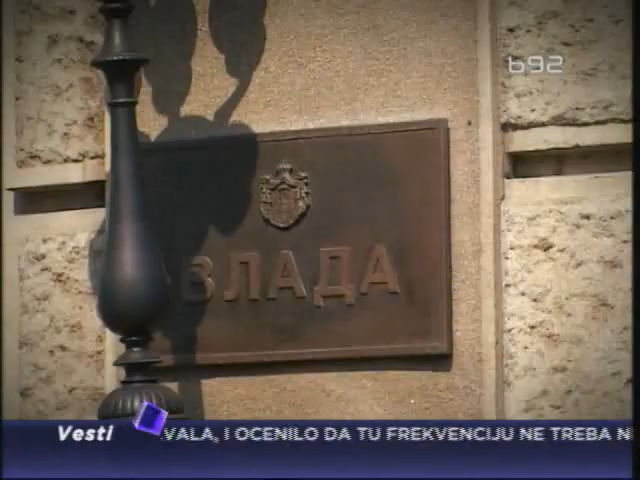 b92
ВЛАДА
Vesti
VALA, I OCENILO DA TU FREKVENCIJU NE TREBA N